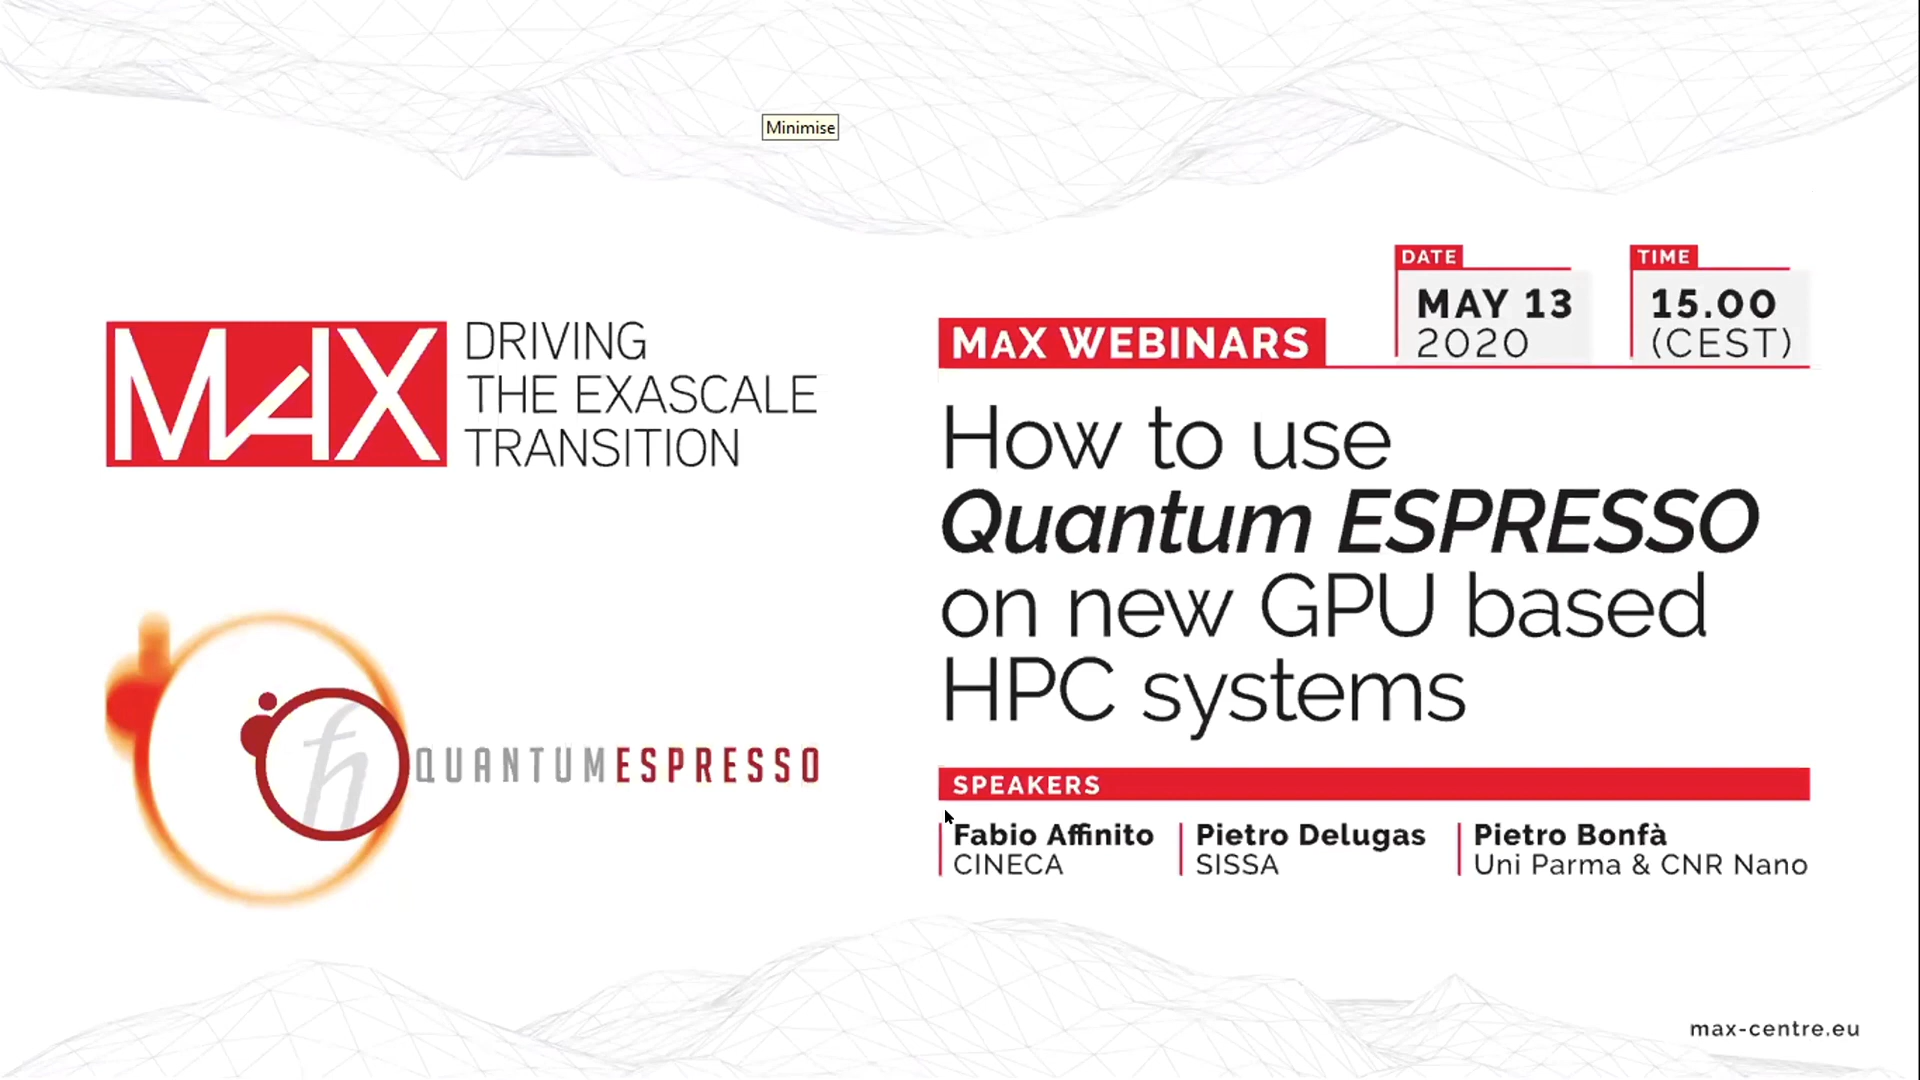 Minimise
MAX
DRIVING
THE EXASCALE
TRANSITION
QUANTUMESPRESSO
DATE
MAY 13
2020
TIME
15.00
(CEST)
MAX WEBINARS
How to use
Quantum ESPRESSO
on new GPU based
HPC systems
SPEAKERS
Fabio Affinito
CINECA
Pietro Delugas
SISSA
Pietro Bonfà
Uni Parma & CNR Nano
max-centre.eu